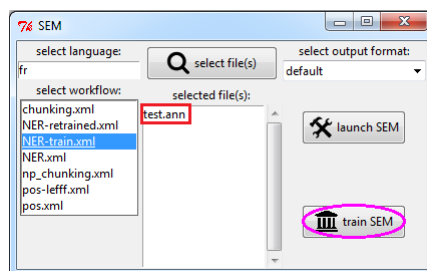 SEM
select language:
fr
select file(s)
select output format:
default
select workflow:
chunking.xml
NER-retrained.xml
NER-train.xml
NER.xml
np_chunking.xml
pos-lefff.xml
pos.xml
selected file(s):
test.ann
launch SEM
train SEM